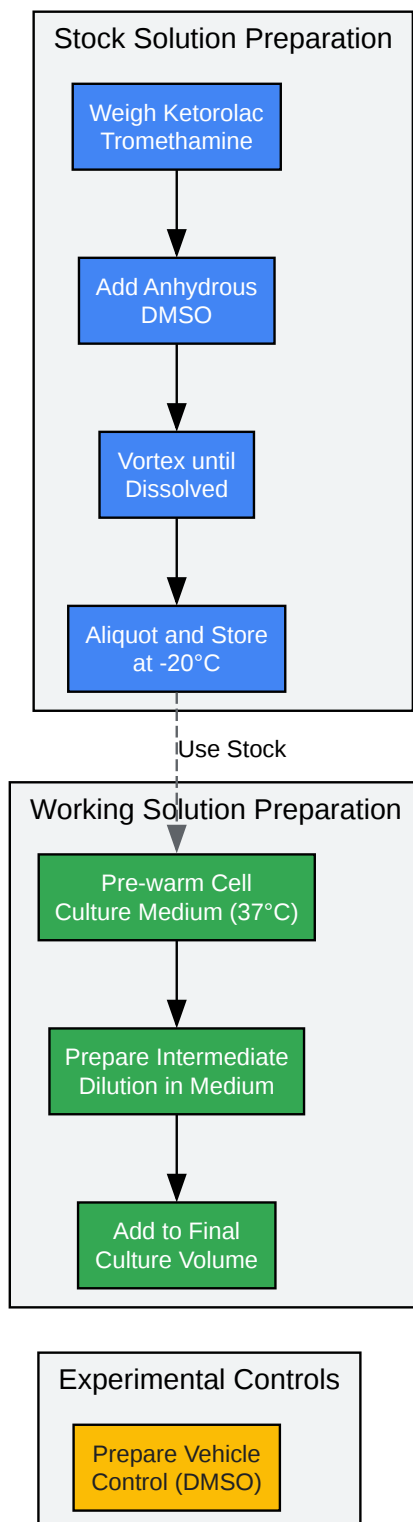 Stock Solution Preparation
Weigh Ketorolac
Tromethamine
Add Anhydrous
DMSO
Vortex until
Dissolved
Aliquot and Store
at -20°C
Use Stock
Working Solution Preparation
Pre-warm Cell
Culture Medium (37°C)
Prepare Intermediate
Dilution in Medium
Add to Final
Culture Volume
Experimental Controls
Prepare Vehicle
Control (DMSO)